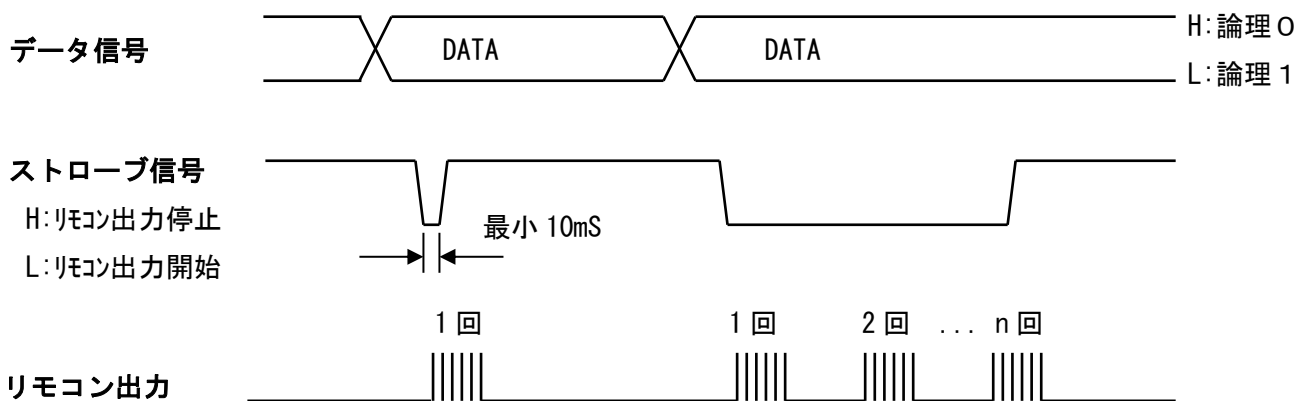 データ信号
DATA
DATA
H:論理０
L:論理１
ストローブ信号
H:ﾘﾓｺﾝ出力停止
L:ﾘﾓｺﾝ出力開始
最小 10mS
1 回
1 回
2 回 ... n 回
リモコン出力